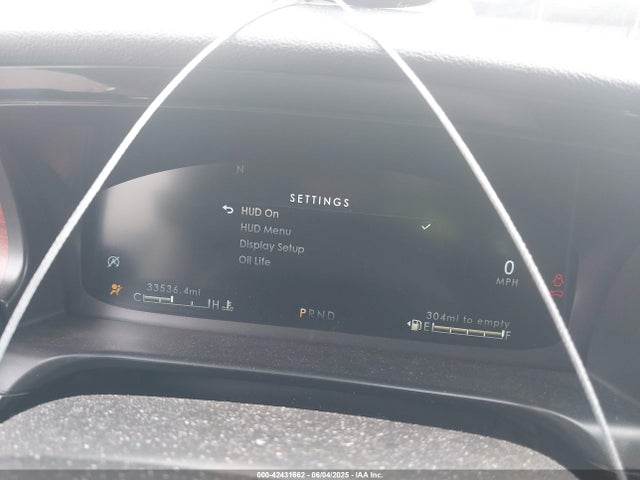 N
SETTINGS
HUD On
HUD Menu
Display Setup
Oil Life
0
MPH
33536.4mi
C H
PRND
304mi to empty
E F
000-42431662 - 06/04/2025 - IAA Inc.